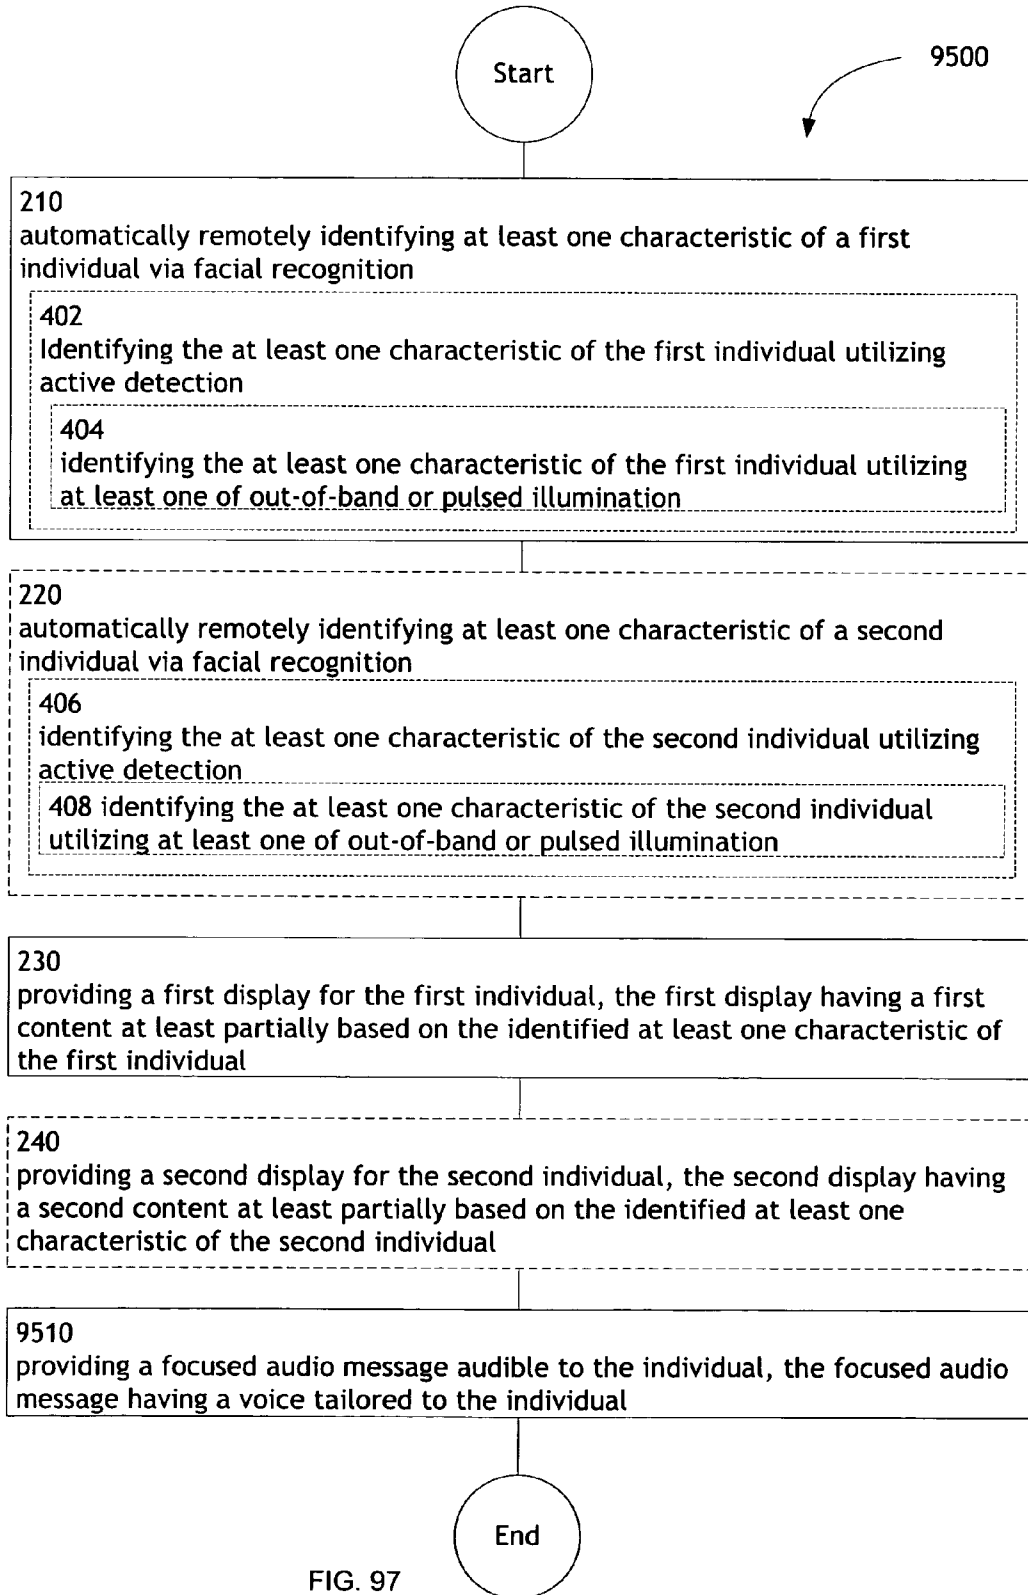 Start
9500
210
automatically remotely identifying at least one characteristic of a first
individual via facial recognition
402
Identifying the at least one characteristic of the first individual utilizing
active detection
404
identifying the at least one characteristic of the first individual utilizing
at least one of out-of-band or pulsed illumination
220
automatically remotely identifying at least one characteristic of a second
individual via facial recognition
406
identifying the at least one characteristic of the second individual utilizing
active detection
408 identifying the at least one characteristic of the second individual
utilizing at least one of out-of-band or pulsed illumination
230
providing a first display for the first individual, the first display having a first
content at least partially based on the identified at least one characteristic of
the first individual
240
providing a second display for the second individual, the second display having
a second content at least partially based on the identified at least one
characteristic of the second individual
9510
providing a focused audio message audible to the individual, the focused audio
message having a voice tailored to the individual
End
FIG. 97